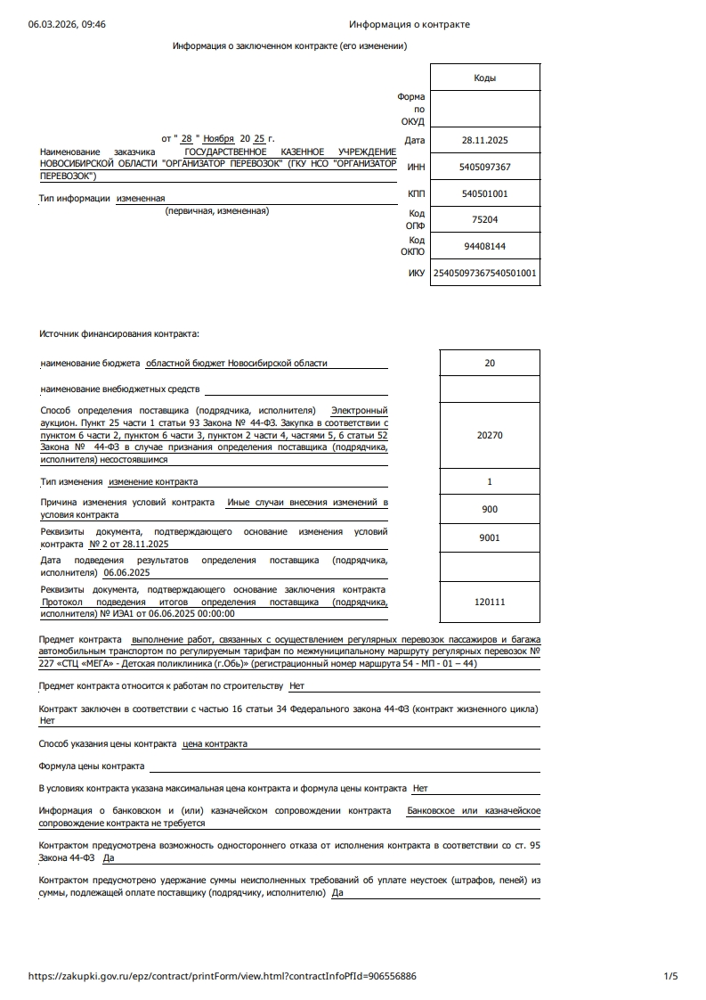 06.03.2026, 09:46 Информация о контракте
Информация о заключенном контракте (его изменении)
Коды
Форма
по
ОКУД
от " 28 " Ноября 20 25 г.
Дата 28.11.2025
Наименование заказчика ГОСУДАРСТВЕННОЕ КАЗЕННОЕ УЧРЕЖДЕНИЕ
НОВОСИБИРСКОЙ ОБЛАСТИ "ОРГАНИЗАТОР ПЕРЕВОЗОК" (ГКУ НСО "ОРГАНИЗАТОР
ПЕРЕВОЗОК")
ИНН 5405097367
Тип информации измененная
(первичная, измененная)
КПП 540501001
Код
ОПФ 75204
Код
ОКПО 94408144
ИКУ 25405097367540501001
Источник финансирования контракта:
наименование бюджета областной бюджет Новосибирской области 20
наименование внебюджетных средств
Способ определения поставщика (подрядчика, исполнителя) Электронный
аукцион. Пункт 25 части 1 статьи 93 Закона № 44-ФЗ. Закупка в соответствии с
пунктом 6 части 2, пунктом 6 части 3, пунктом 2 части 4, частями 5, 6 статьи 52
Закона № 44-ФЗ в случае признания определения поставщика (подрядчика,
исполнителя) несостоявшимся
20270
Тип изменения изменение контракта 1
Причина изменения условий контракта Иные случаи внесения изменений в
условия контракта
900
Реквизиты документа, подтверждающего основание изменения условий
контракта № 2 от 28.11.2025
9001
Дата подведения результатов определения поставщика (подрядчика,
исполнителя) 06.06.2025
Реквизиты документа, подтверждающего основание заключения контракта
Протокол подведения итогов определения поставщика (подрядчика,
исполнителя) № ИЭА1 от 06.06.2025 00:00:00
120111
Предмет контракта выполнение работ, связанных с осуществлением регулярных перевозок пассажиров и багажа
автомобильным транспортом по регулируемым тарифам по межмуниципальному маршруту регулярных перевозок №
227 «СТЦ «МЕГА» - Детская поликлиника (г.Обь)» (регистрационный номер маршрута 54 - МП - 01 – 44)
Предмет контракта относится к работам по строительству Нет
Контракт заключен в соответствии с частью 16 статьи 34 Федерального закона 44-ФЗ (контракт жизненного цикла)
Нет
Способ указания цены контракта цена контракта
Формула цены контракта
В условиях контракта указана максимальная цена контракта и формула цены контракта Нет
Информация о банковском и (или) казначейском сопровождении контракта Банковское или казначейское
сопровождение контракта не требуется
Контрактом предусмотрена возможность одностороннего отказа от исполнения контракта в соответствии со ст. 95
Закона 44-ФЗ Да
Контрактом предусмотрено удержание суммы неисполненных требований об уплате неустоек (штрафов, пеней) из
суммы, подлежащей оплате поставщику (подрядчику, исполнителю) Да
https://zakupki.gov.ru/epz/contract/printForm/view.html?contractInfoPfId=906556886 1/5